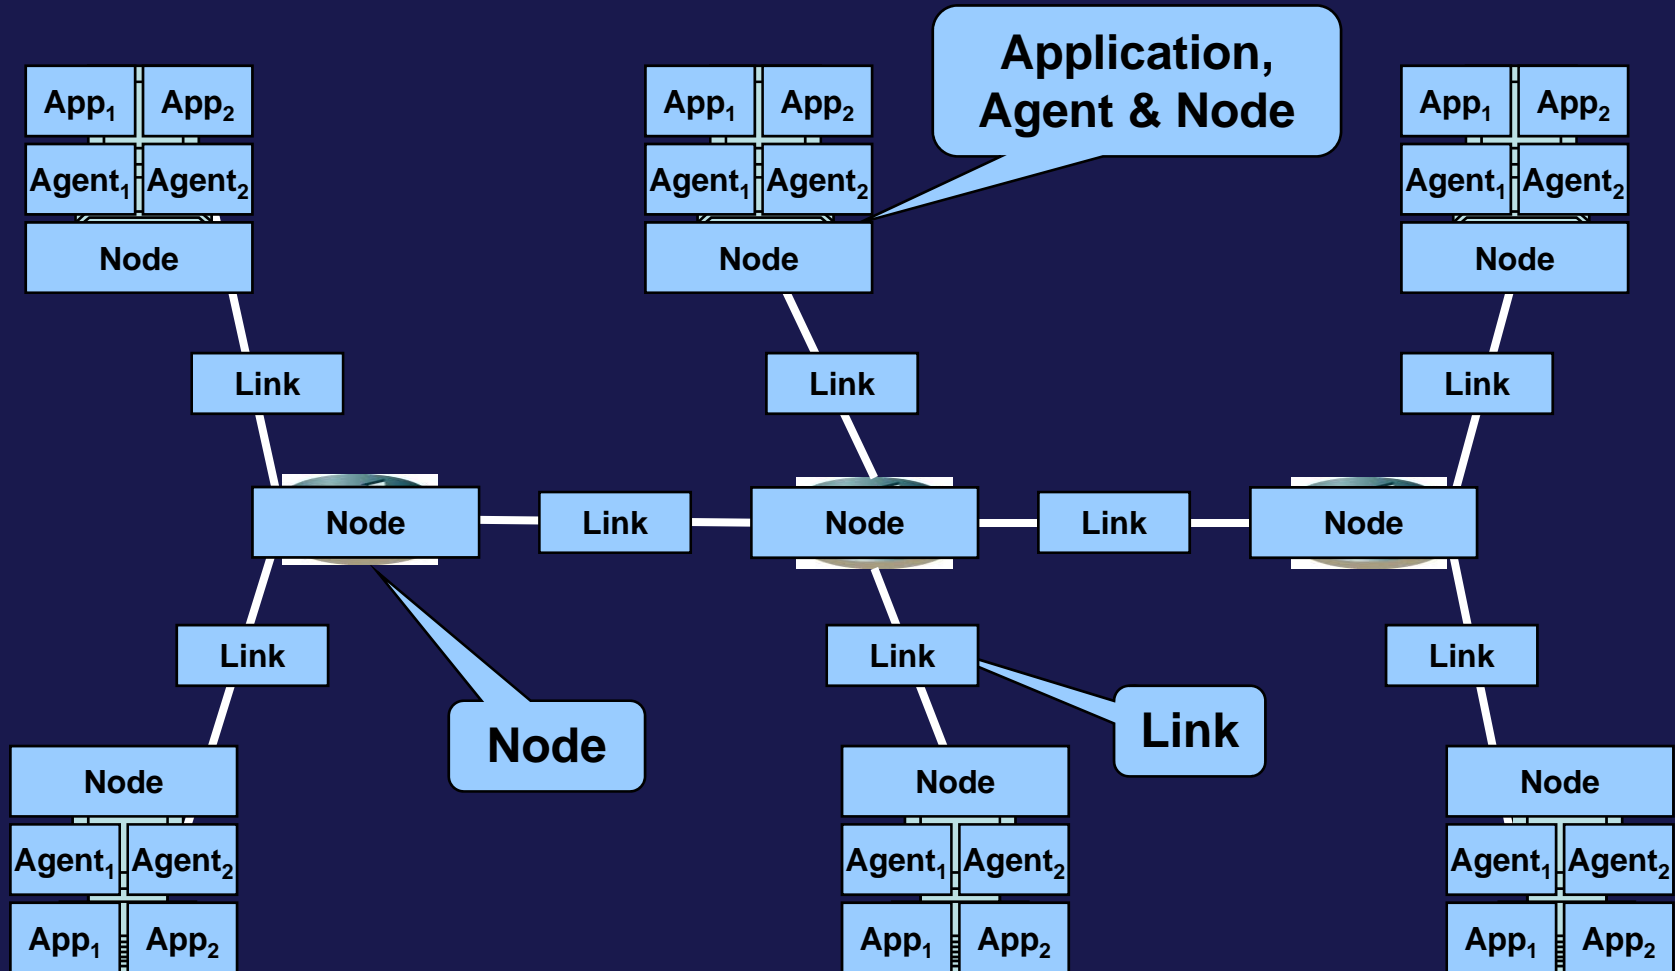 Application,
Agent & Node
App₁ App₂
App₁ App₂
App₁ App₂
Agent₁ Agent₂
Agent₁ Agent₂
Agent₁ Agent₂
Node
Node
Node
Link
Link
Link
Node
Link
Node
Link
Node
Link
Link
Link
Node
Link
Node
Node
Node
Agent₁ Agent₂
Agent₁ Agent₂
Agent₁ Agent₂
App₁ App₂
App₁ App₂
App₁ App₂